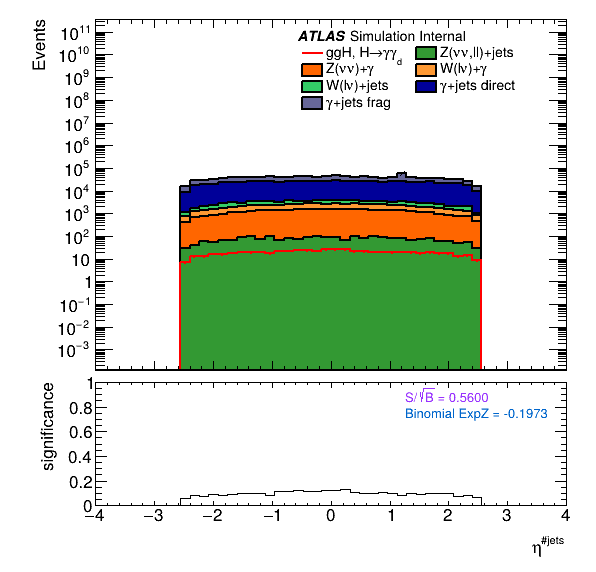 Events
ATLAS Simulation Internal
ggH, H→γγd
Z(νν,ll)+jets
Z(νν)+γ
W(lν)+γ
W(lν)+jets
γ+jets direct
γ+jets frag
10¹¹
10¹⁰
10⁹
10⁸
10⁷
10⁶
10⁵
10⁴
10³
10²
10
1
10⁻¹
10⁻²
10⁻³
significance
S/√B = 0.5600
Binomial ExpZ = -0.1973
1
0.8
0.6
0.4
0.2
0
−4 −3 −2 −1 0 1 2 3 4
η#jets